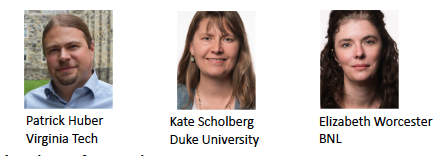 Patrick Huber
Virginia Tech
Kate Scholberg
Duke University
Elizabeth Worcester
BNL